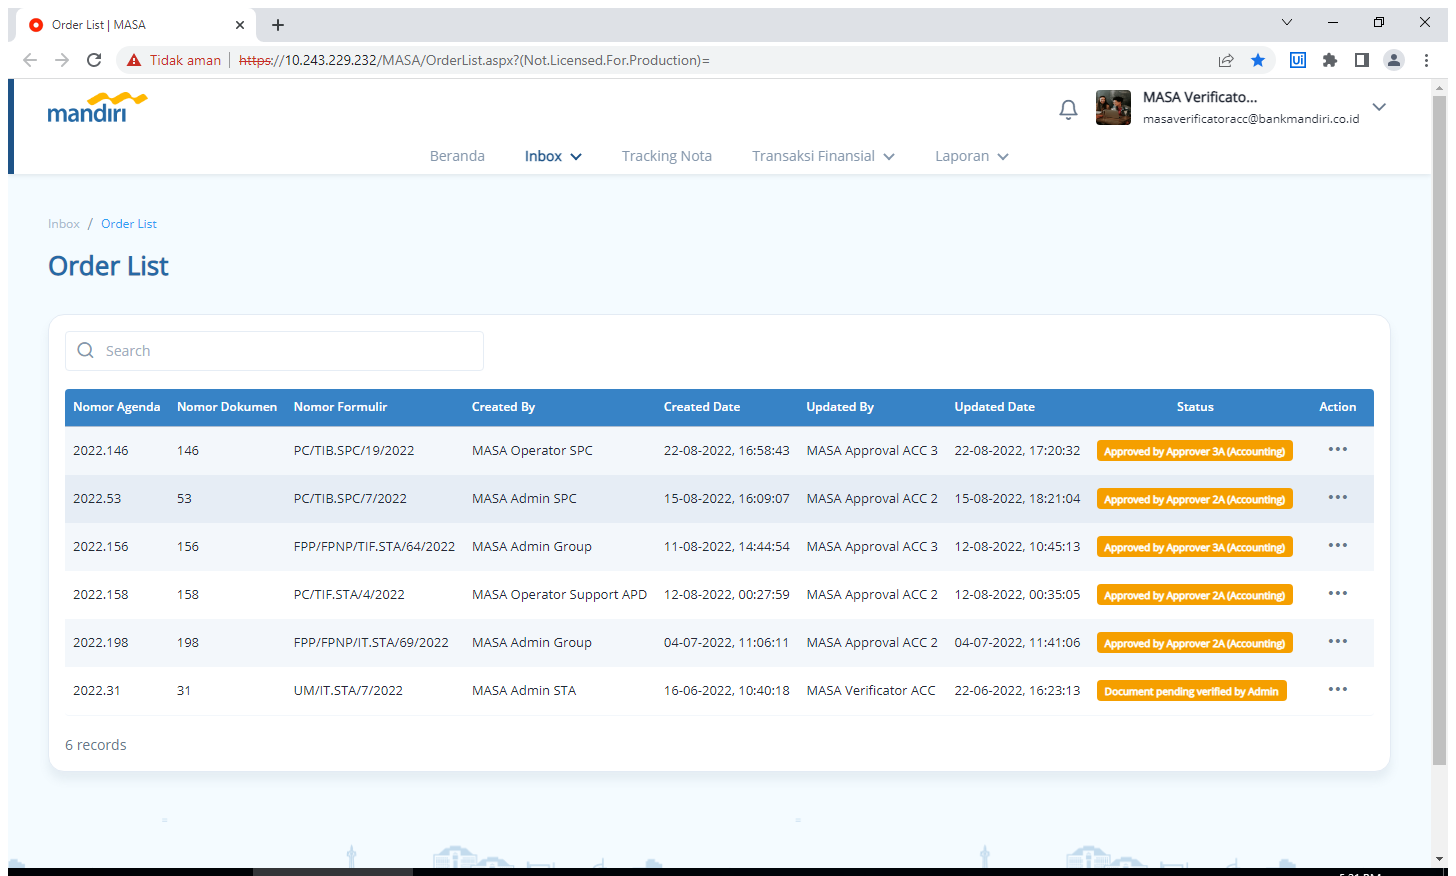 Order List | MASA
Tidak aman https://10.243.229.232/MASA/OrderList.aspx?(Not.Licensed.For.Production)=
Ui
mandiri
MASA Verificato...
masaverificatoracc@bankmandiri.co.id
Beranda Inbox Tracking Nota Transaksi Finansial Laporan
Inbox / Order List
Order List
Search
Nomor Agenda Nomor Dokumen Nomor Formulir Created By Created Date Updated By Updated Date Status Action
2022.146 146 PC/TIB.SPC/19/2022 MASA Operator SPC 22-08-2022, 16:58:43 MASA Approval ACC 3 22-08-2022, 17:20:32 Approved by Approver 3A (Accounting)
2022.53 53 PC/TIB.SPC/7/2022 MASA Admin SPC 15-08-2022, 16:09:07 MASA Approval ACC 2 15-08-2022, 18:21:04 Approved by Approver 2A (Accounting)
2022.156 156 FPP/FPNP/TIF.STA/64/2022 MASA Admin Group 11-08-2022, 14:44:54 MASA Approval ACC 3 12-08-2022, 10:45:13 Approved by Approver 3A (Accounting)
2022.158 158 PC/TIF.STA/4/2022 MASA Operator Support APD 12-08-2022, 00:27:59 MASA Approval ACC 2 12-08-2022, 00:35:05 Approved by Approver 2A (Accounting)
2022.198 198 FPP/FPNP/IT.STA/69/2022 MASA Admin Group 04-07-2022, 11:06:11 MASA Approval ACC 2 04-07-2022, 11:41:06 Approved by Approver 2A (Accounting)
2022.31 31 UM/IT.STA/7/2022 MASA Admin STA 16-06-2022, 10:40:18 MASA Verificator ACC 22-06-2022, 16:23:13 Document pending verified by Admin
6 records